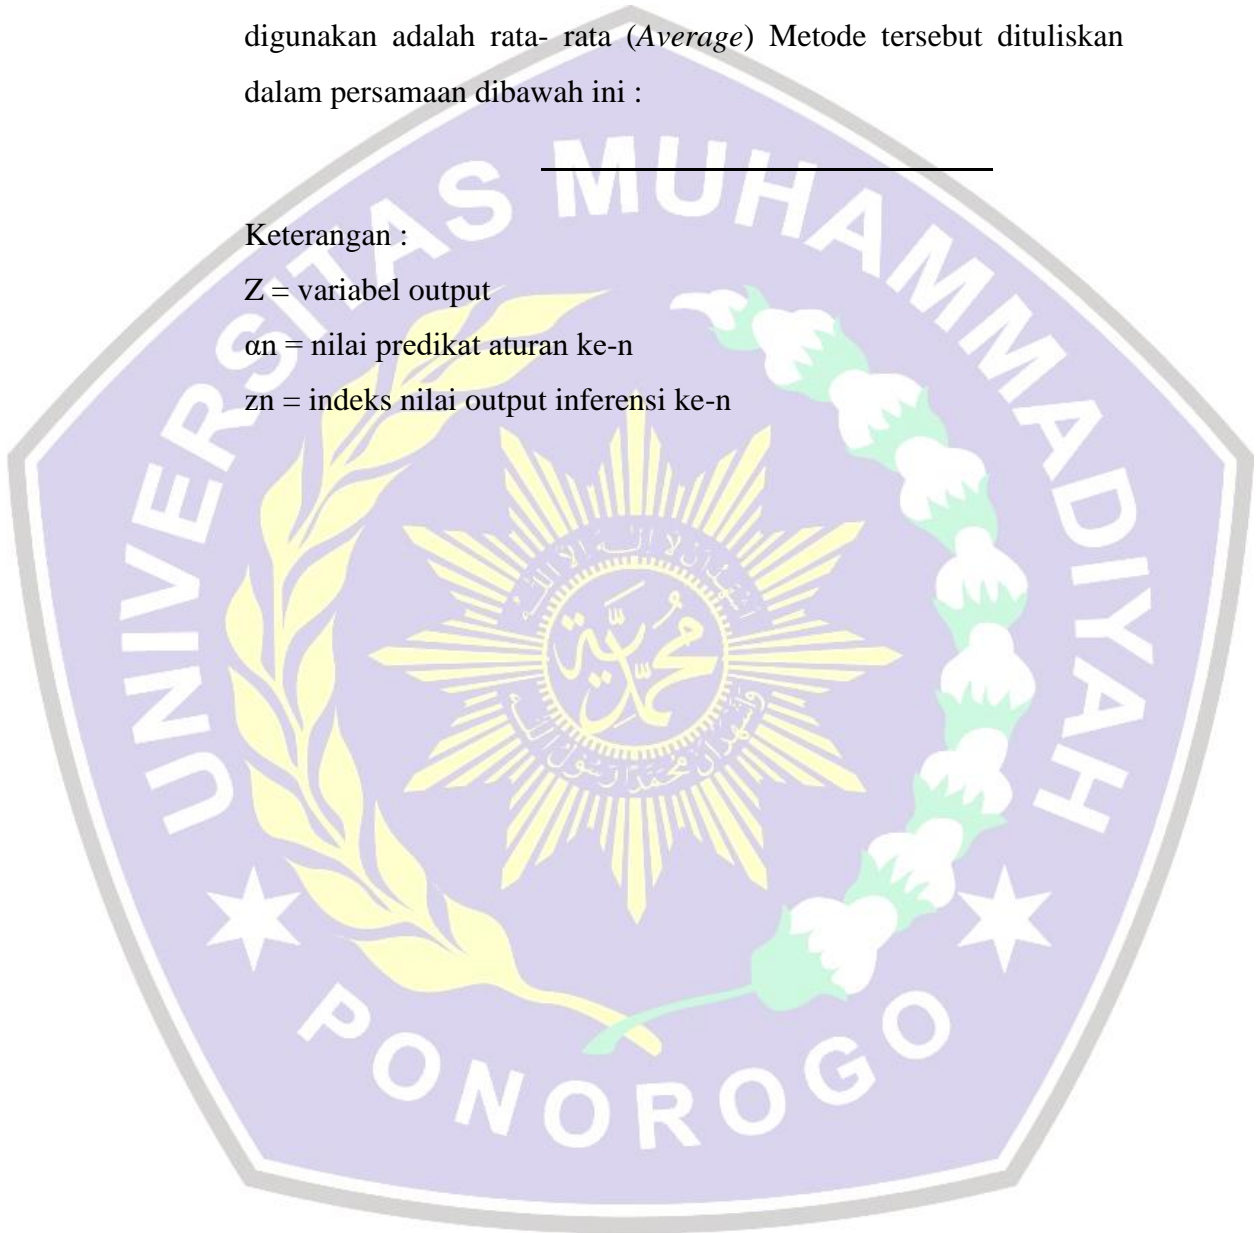 digunakan adalah rata- rata (Average) Metode tersebut dituliskan
dalam persamaan dibawah ini :
Keterangan :
Z = variabel output
αn = nilai predikat aturan ke-n
zn = indeks nilai output inferensi ke-n
UNIVERSITAS MUHAMMADIYAH
PONOROGO
محمدية